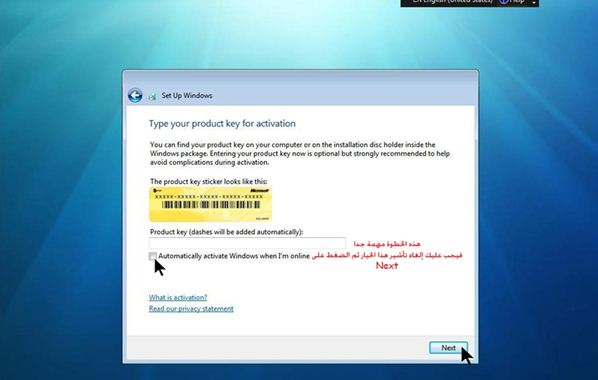 EN English (United States) Help
Set Up Windows
Type your product key for activation
You can find your product key on your computer or on the installation disc holder inside the
Windows package. Entering your product key now is optional but strongly recommended to help
avoid complications during activation.
The product key sticker looks like this:
Microsoft
XXXXX-XXXXX-XXXXX-XXXXX-XXXXX
Product key (dashes will be added automatically):
هذه الخطوة مهمة جدا
Automatically activate Windows when I'm online فيجب عليك إلغاء تأشير هذا الخيار ثم الضغط على
Next
What is activation?
Read our privacy statement
Next